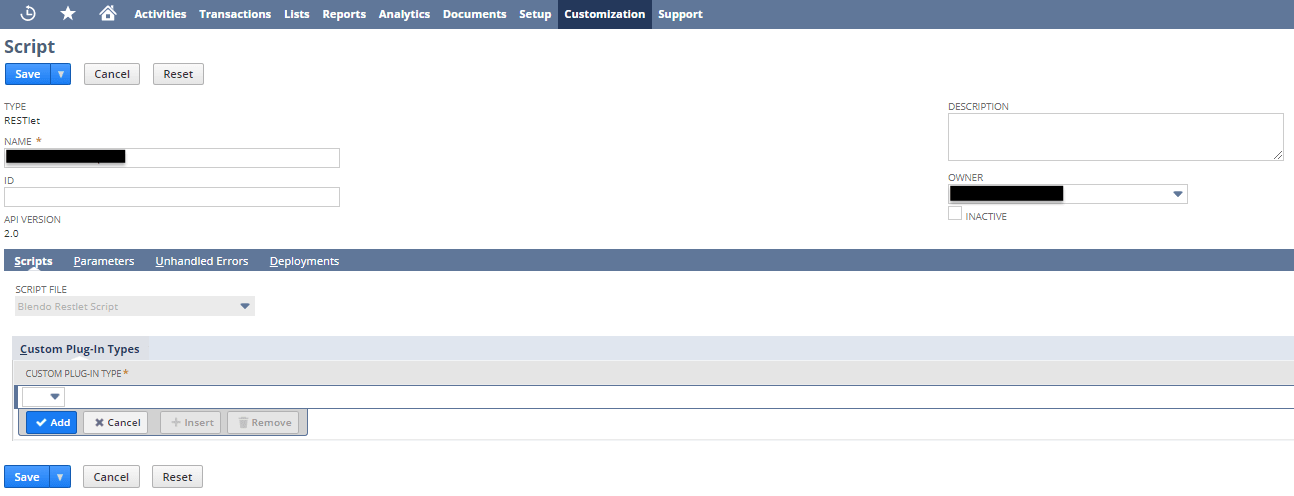 Activities Transactions Lists Reports Analytics Documents Setup Customization Support
Script
Save Cancel Reset
TYPE
RESTlet
NAME *
ID
API VERSION
2.0
DESCRIPTION
OWNER
INACTIVE
Scripts Parameters Unhandled Errors Deployments
SCRIPT FILE
Blendo Restlet Script
Custom Plug-In Types
CUSTOM PLUG-IN TYPE *
Add Cancel Insert Remove
Save Cancel Reset